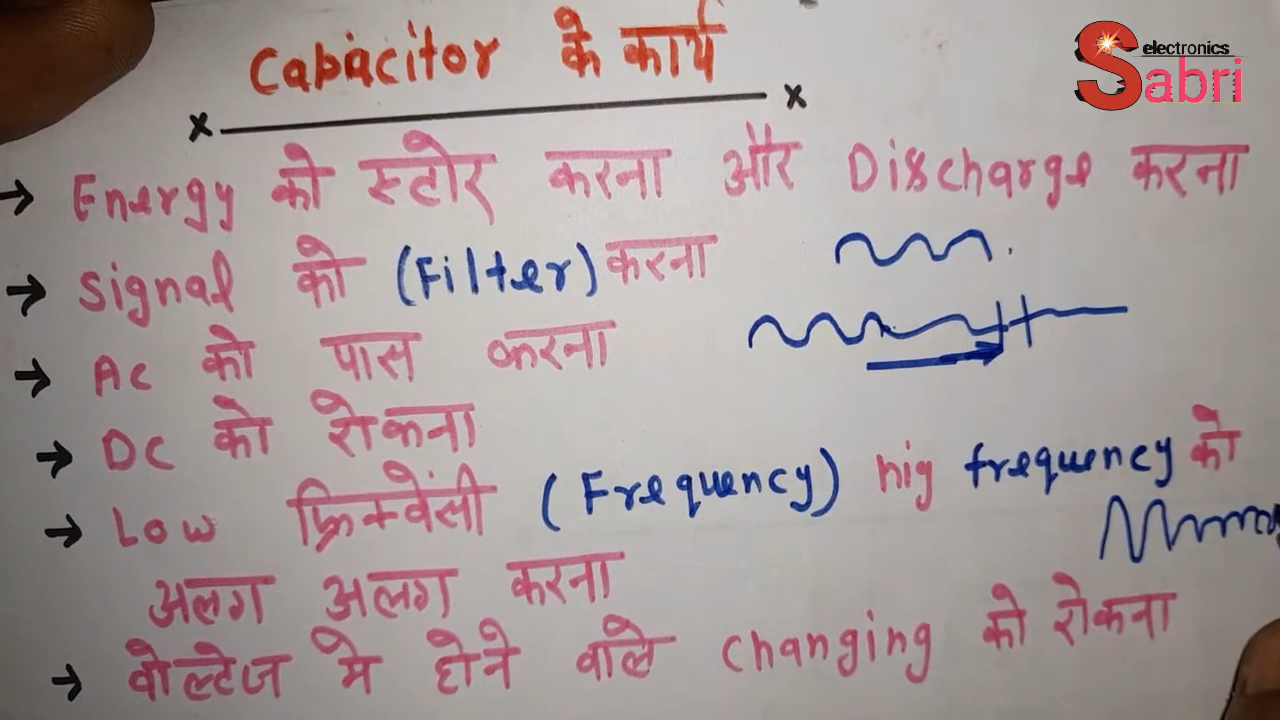 Capacitor के कार्य
electronics
Sabri
→ Energy को स्टोर करना और Discharge करना
→ Signal को (Filter) करना
→ AC को पास करना
→ DC को रोकना
→ Low फ्रिक्वेंसी (Frequency) hig frequency को
अलग अलग करना
→ वोल्टेज मे होने वाले changing को रोकना